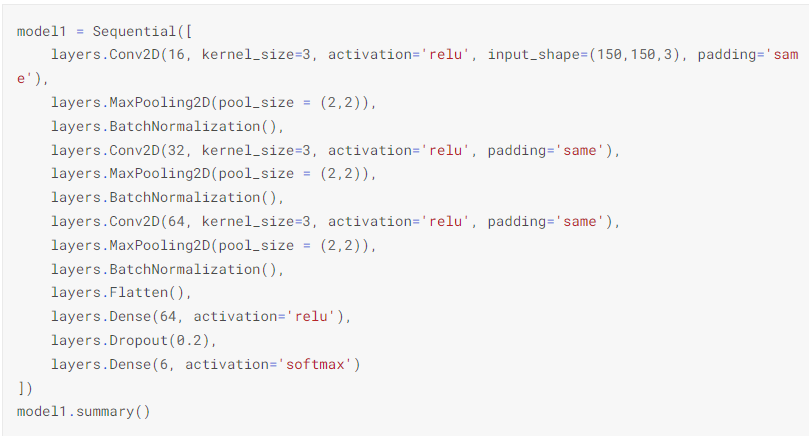 model1 = Sequential([
    layers.Conv2D(16, kernel_size=3, activation='relu', input_shape=(150,150,3), padding='sam
e'),
    layers.MaxPooling2D(pool_size = (2,2)),
    layers.BatchNormalization(),
    layers.Conv2D(32, kernel_size=3, activation='relu', padding='same'),
    layers.MaxPooling2D(pool_size = (2,2)),
    layers.BatchNormalization(),
    layers.Conv2D(64, kernel_size=3, activation='relu', padding='same'),
    layers.MaxPooling2D(pool_size = (2,2)),
    layers.BatchNormalization(),
    layers.Flatten(),
    layers.Dense(64, activation='relu'),
    layers.Dropout(0.2),
    layers.Dense(6, activation='softmax')
])
model1.summary()